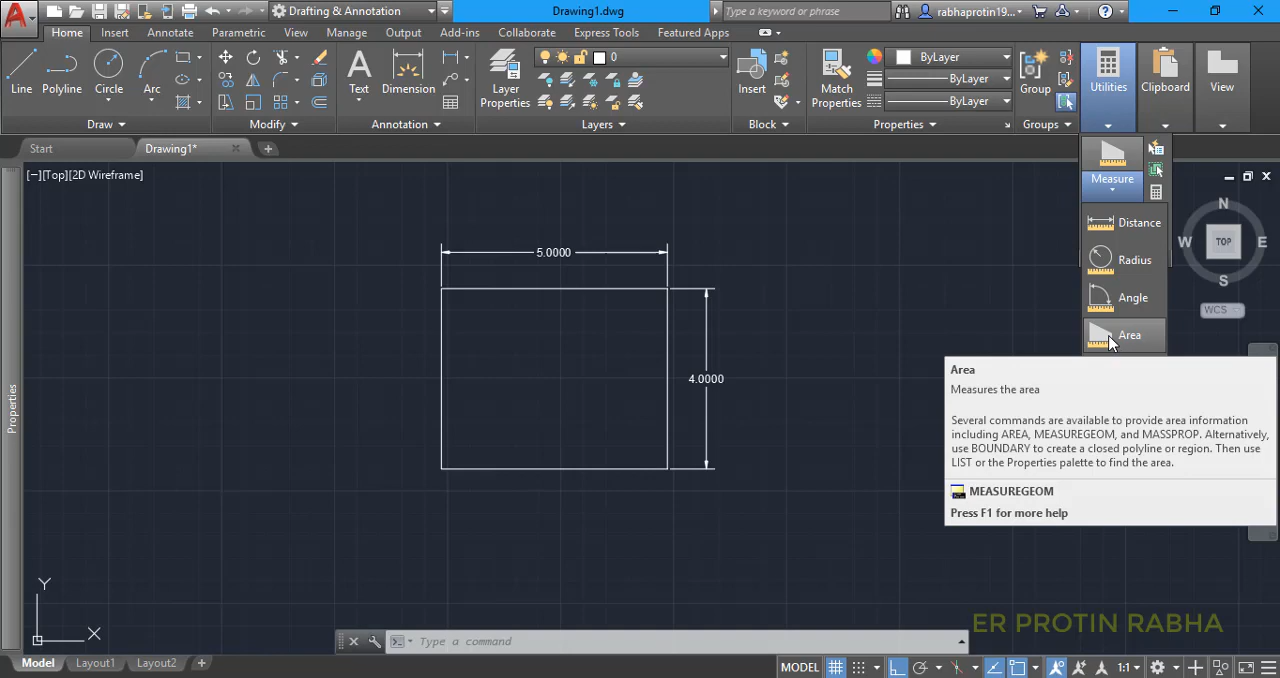 Drafting & Annotation
Drawing1.dwg
Type a keyword or phrase
rabhaprotin19...
Home Insert Annotate Parametric View Manage Output Add-ins Collaborate Express Tools Featured Apps
Line Polyline Circle Arc
Text Dimension
Layer
Properties
0
Insert
Match
Properties
ByLayer
ByLayer
ByLayer
Group
Utilities
Clipboard
View
Draw Modify Annotation Layers Block Properties Groups
Start Drawing1*
[−][Top][2D Wireframe]
Measure
Distance
Radius
Angle
Area
N
W TOP E
S
WCS
5.0000
4.0000
Area
Measures the area
Several commands are available to provide area information
including AREA, MEASUREGEOM, and MASSPROP. Alternatively,
use BOUNDARY to create a closed polyline or region. Then use
LIST or the Properties palette to find the area.
MEASUREGEOM
Press F1 for more help
Properties
Y
X
ER PROTIN RABHA
Type a command
Model Layout1 Layout2
MODEL
1:1